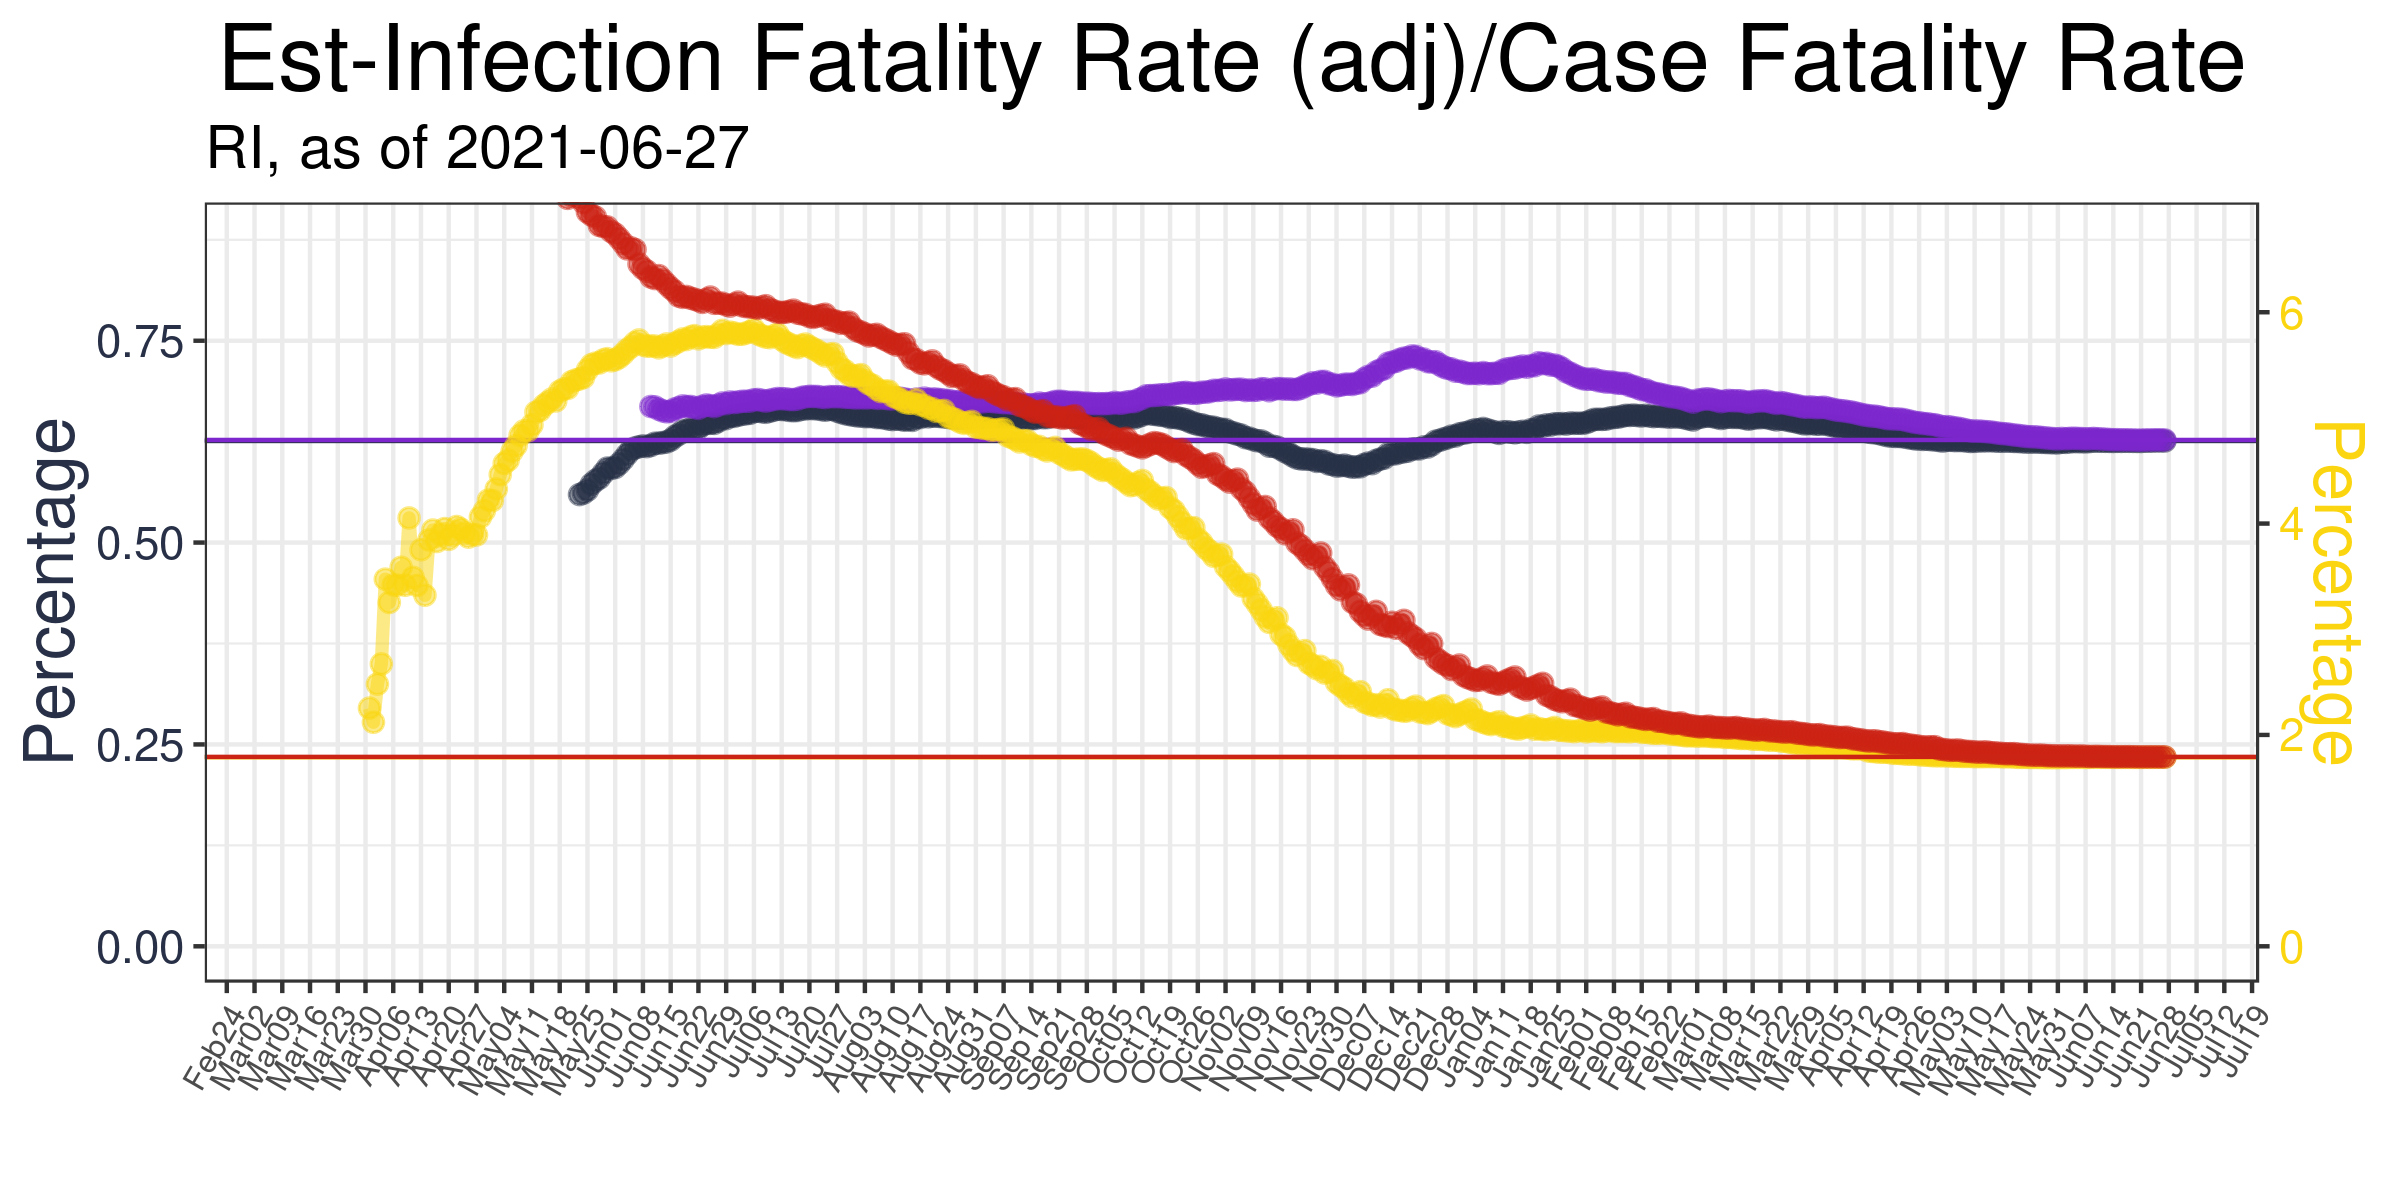 Est-Infection Fatality Rate (adj)/Case Fatality Rate
RI, as of 2021-06-27
Percentage
0.75
0.50
0.25
0.00
6
4
2
0
Percentage
Feb24
Mar02
Mar09
Mar16
Mar23
Mar30
Apr06
Apr13
Apr20
Apr27
May04
May11
May18
May25
Jun01
Jun08
Jun15
Jun22
Jun29
Jul06
Jul13
Jul20
Jul27
Aug03
Aug10
Aug17
Aug24
Aug31
Sep07
Sep14
Sep21
Sep28
Oct05
Oct12
Oct19
Oct26
Nov02
Nov09
Nov16
Nov23
Nov30
Dec07
Dec14
Dec21
Dec28
Jan04
Jan11
Jan18
Jan25
Feb01
Feb08
Feb15
Feb22
Mar01
Mar08
Mar15
Mar22
Mar29
Apr05
Apr12
Apr19
Apr26
May03
May10
May17
May24
May31
Jun07
Jun14
Jun21
Jun28
Jul05
Jul12
Jul19